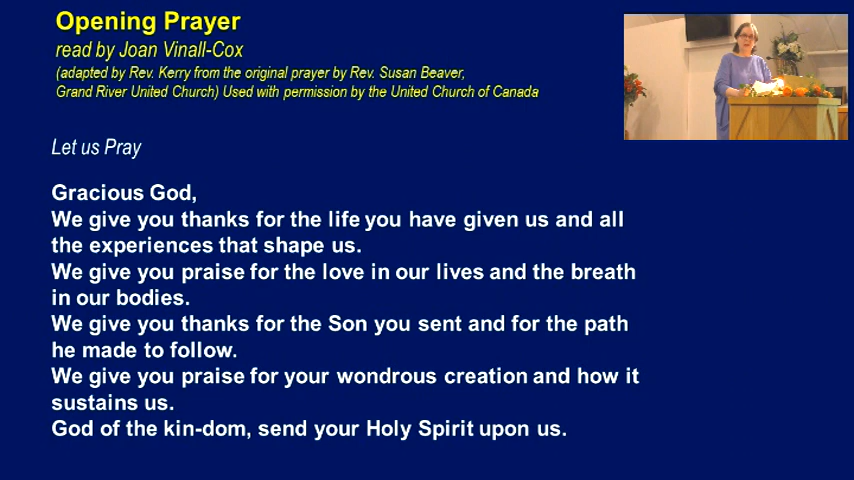 Opening Prayer
read by Joan Vinall-Cox
(adapted by Rev. Kerry from the original prayer by Rev. Susan Beaver,
Grand River United Church) Used with permission by the United Church of Canada
Let us Pray
Gracious God,
We give you thanks for the life you have given us and all
the experiences that shape us.
We give you praise for the love in our lives and the breath
in our bodies.
We give you thanks for the Son you sent and for the path
he made to follow.
We give you praise for your wondrous creation and how it
sustains us.
God of the kin-dom, send your Holy Spirit upon us.